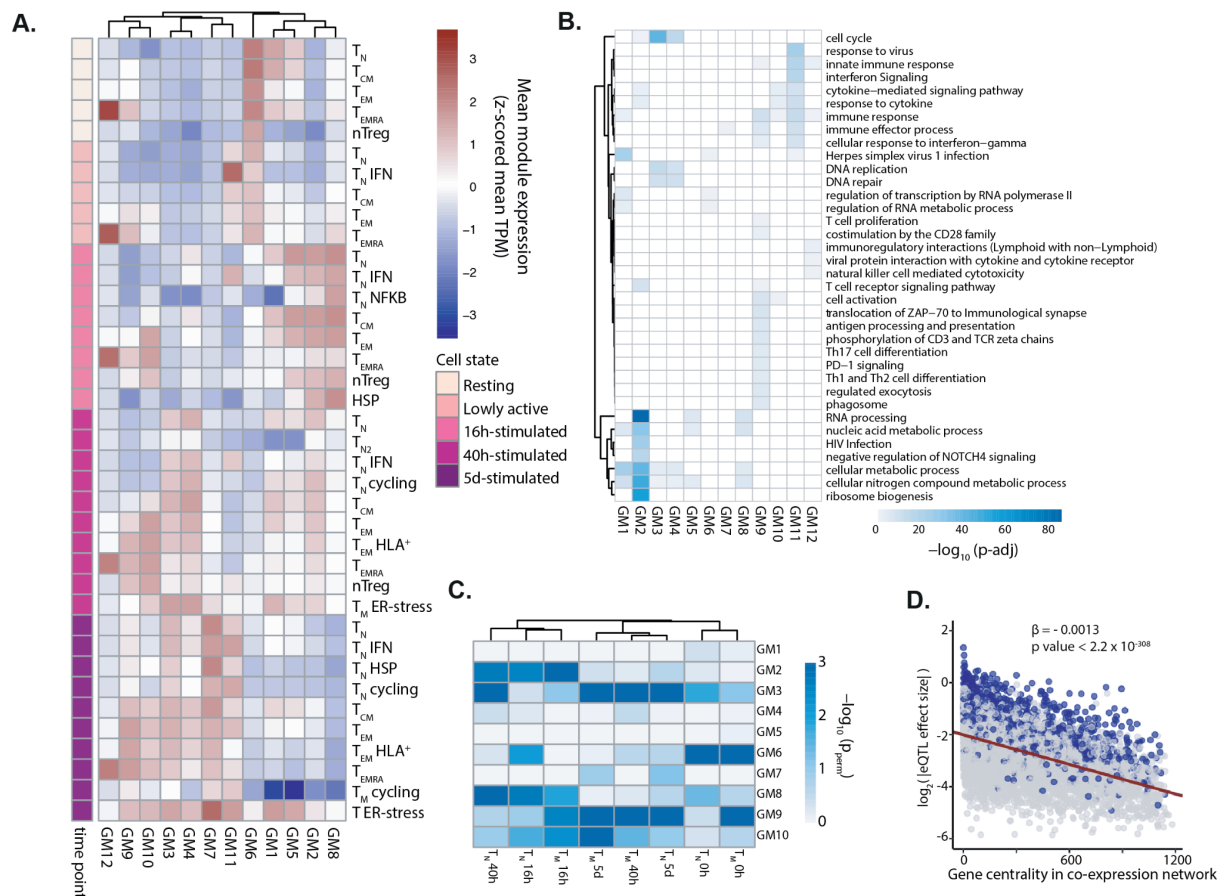 A.
T_N
T_CM
T_EM
T_EMRA
nTreg
T_N
T_N IFN
T_CM
T_EM
T_EMRA
T_N
T_N IFN
T_N NFKB
T_CM
T_EM
T_EMRA
nTreg
HSP
T_N
T_N2
T_N IFN
T_N cycling
T_CM
T_EM
T_EM HLA⁺
T_EMRA
nTreg
T_M ER-stress
T_N
T_N IFN
T_N HSP
T_N cycling
T_CM
T_EM
T_EM HLA⁺
T_EMRA
T_M cycling
T ER-stress
time point
GM12
GM9
GM10
GM3
GM4
GM7
GM11
GM6
GM1
GM5
GM2
GM8
3
2
1
0
−1
−2
−3
Mean module expression
(z-scored mean TPM)
Cell state
Resting
Lowly active
16h-stimulated
40h-stimulated
5d-stimulated
B.
cell cycle
response to virus
innate immune response
interferon Signaling
cytokine−mediated signaling pathway
response to cytokine
immune response
immune effector process
cellular response to interferon−gamma
Herpes simplex virus 1 infection
DNA replication
DNA repair
regulation of transcription by RNA polymerase II
regulation of RNA metabolic process
T cell proliferation
costimulation by the CD28 family
immunoregulatory interactions (Lymphoid with non−Lymphoid)
viral protein interaction with cytokine and cytokine receptor
natural killer cell mediated cytotoxicity
T cell receptor signaling pathway
cell activation
translocation of ZAP−70 to Immunological synapse
antigen processing and presentation
phosphorylation of CD3 and TCR zeta chains
Th17 cell differentiation
PD−1 signaling
Th1 and Th2 cell differentiation
regulated exocytosis
phagosome
RNA processing
nucleic acid metabolic process
HIV Infection
negative regulation of NOTCH4 signaling
cellular metabolic process
cellular nitrogen compound metabolic process
ribosome biogenesis
GM1
GM2
GM3
GM4
GM5
GM6
GM7
GM8
GM9
GM10
GM11
GM12
0 20 40 60 80
−log₁₀ (p-adj)
C.
GM1
GM2
GM3
GM4
GM5
GM6
GM7
GM8
GM9
GM10
T_N 40h
T_N 16h
T_M 16h
T_M 5d
T_M 40h
T_N 5d
T_N 0h
T_M 0h
3
2
1
0
−log₁₀ (p_perm)
D.
β = - 0.0013
p value < 2.2 x 10⁻³⁰⁸
2
0
-2
-4
-6
log₂(|eQTL effect size|)
0 600 1200
Gene centrality in co-expression network